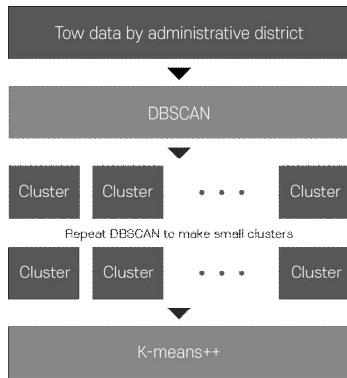 Tow data by administrative district
DBSCAN
Cluster Cluster • • • Cluster
Repeat DBSCAN to make small clusters
Cluster Cluster • • • Cluster
K-means++